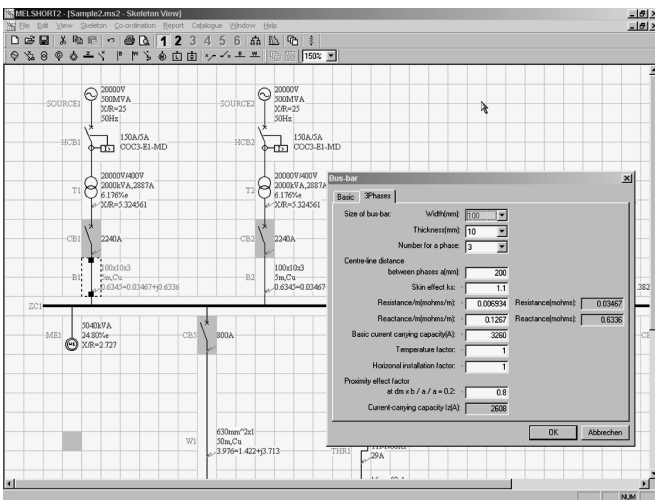 MELSHORT2 - [Sample2.ms2 - Skeleton View]
File Edit View Skeleton Co-ordination Report Catalogue Window Help
1 2 3 4 5 6
150%
SOURCE1
20000V
500MVA
X/R=25
50Hz
SOURCE2
20000V
500MVA
X/R=25
50Hz
HCB1
150A/5A
COC3-E1-MD
HCB2
150A/5A
COC3-E1-MD
T1
20000V/400V
2000kVA,2887A
6.176%e
X/R=5.324561
T2
20000V/400V
2000kVA,2887A
6.176%e
X/R=5.324561
CB1
2240A
CB2
2240A
B1
100x10x3
5m,Cu
0.6345=0.03467+j0.6336
B2
100x10x3
5m,Cu
0.6345=0.03467
ZC1
ME1
5040kVA
24.80%e
X/R=2.727
CB5
800A
W1
630mm^2x1
50m,Cu
3.976=1.422+j3.713
THR1
29A
Bus-bar
Basic 3Phases
Size of bus-bar: Width(mm): 100
Thickness(mm): 10
Number for a phase: 3
Centre-line distance
between phases a(mm): 200
Skin effect ks: 1.1
Resistance/m(mohms/m): 0.006934 Resistance(mohms): 0.03467
Reactance/m(mohms/m): 0.1267 Reactance(mohms): 0.6336
Basic current carrying capacity(A): 3260
Temperature factor: 1
Horizonal installation factor: 1
Proximity effect factor
at dm x b / a / a = 0.2: 0.8
Current-carrying capacity Iz(A): 2608
OK Abbrechen
NUM